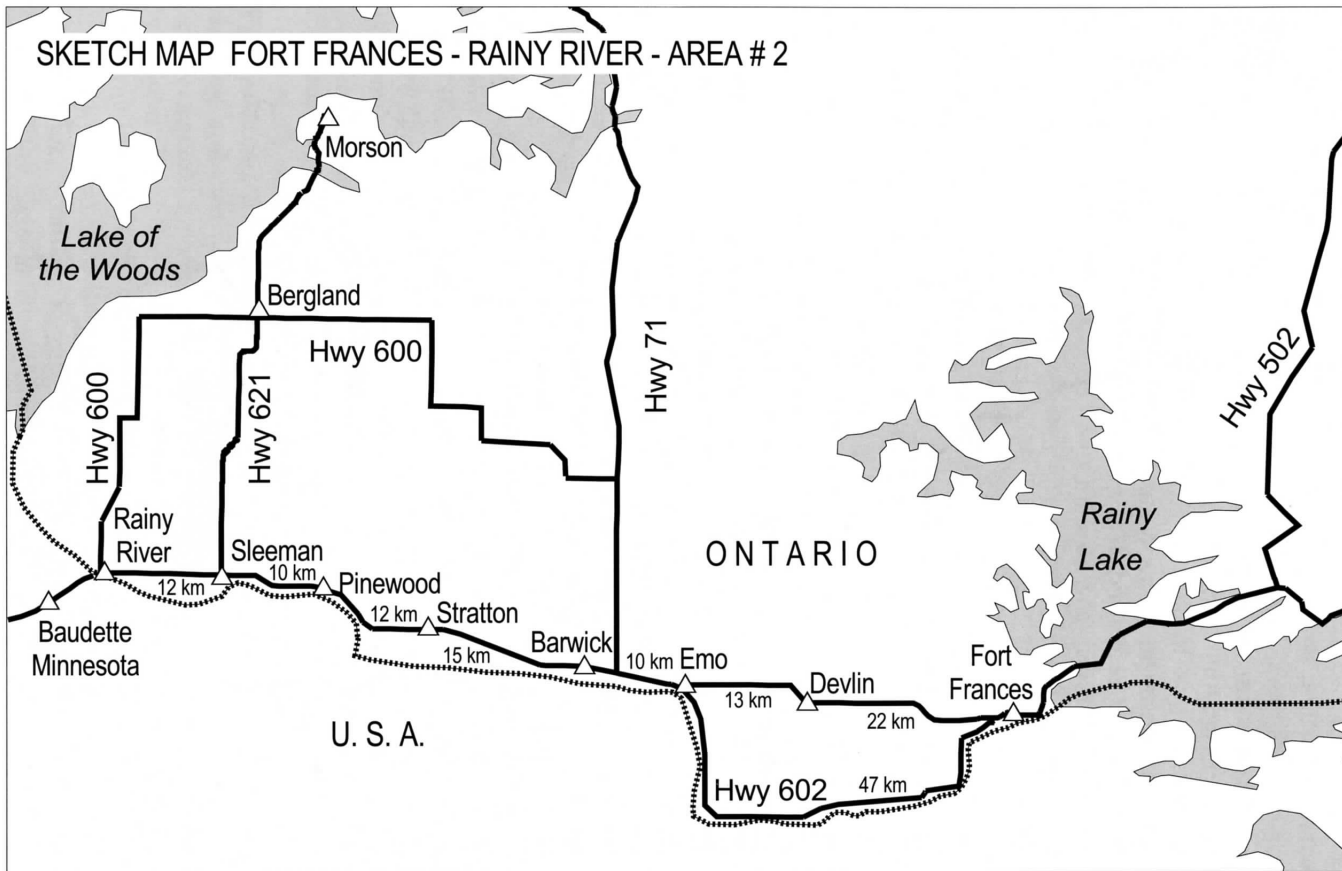 SKETCH MAP FORT FRANCES - RAINY RIVER - AREA # 2
Morson
Lake of
the Woods
Bergland
Hwy 600
Hwy 71
Hwy 502
Hwy 600
Hwy 621
Rainy
Lake
Rainy
River
ONTARIO
Sleeman
12 km
10 km
Pinewood
12 km
Stratton
Baudette
Minnesota
15 km
Barwick
10 km
Emo
13 km
Devlin
22 km
Fort
Frances
U. S. A.
Hwy 602
47 km